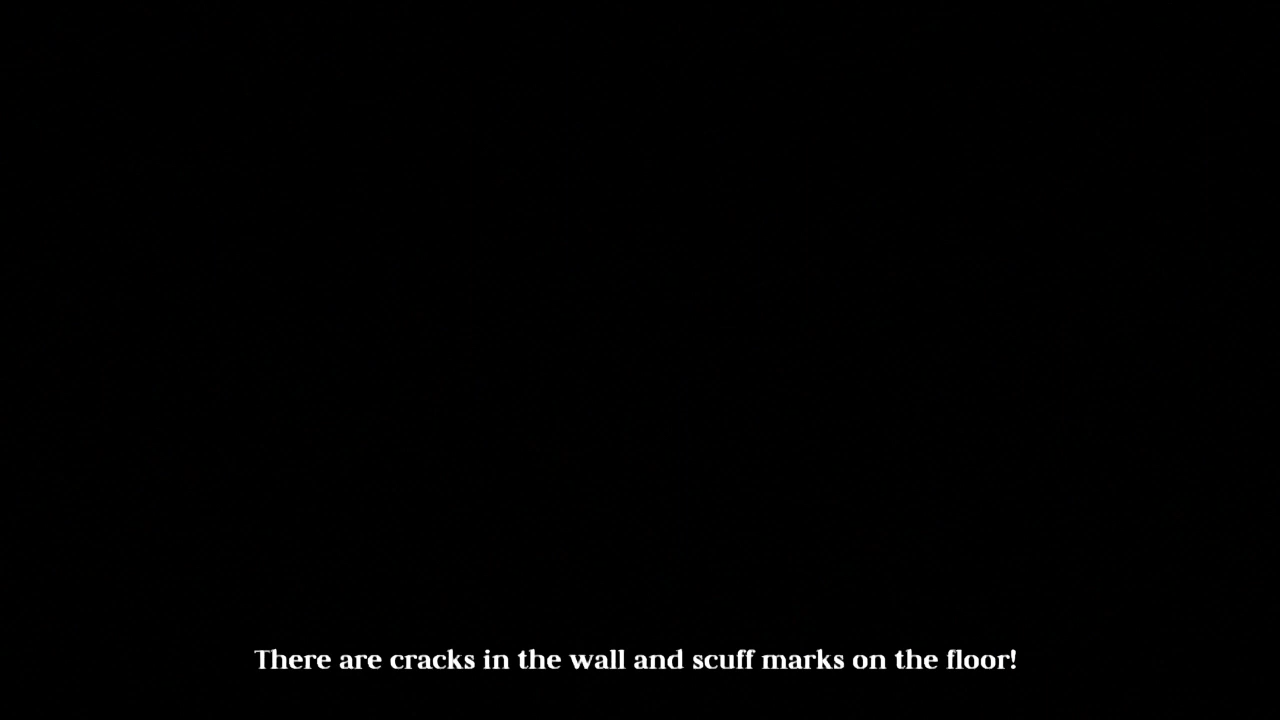 There are cracks in the wall and scuff marks on the floor!